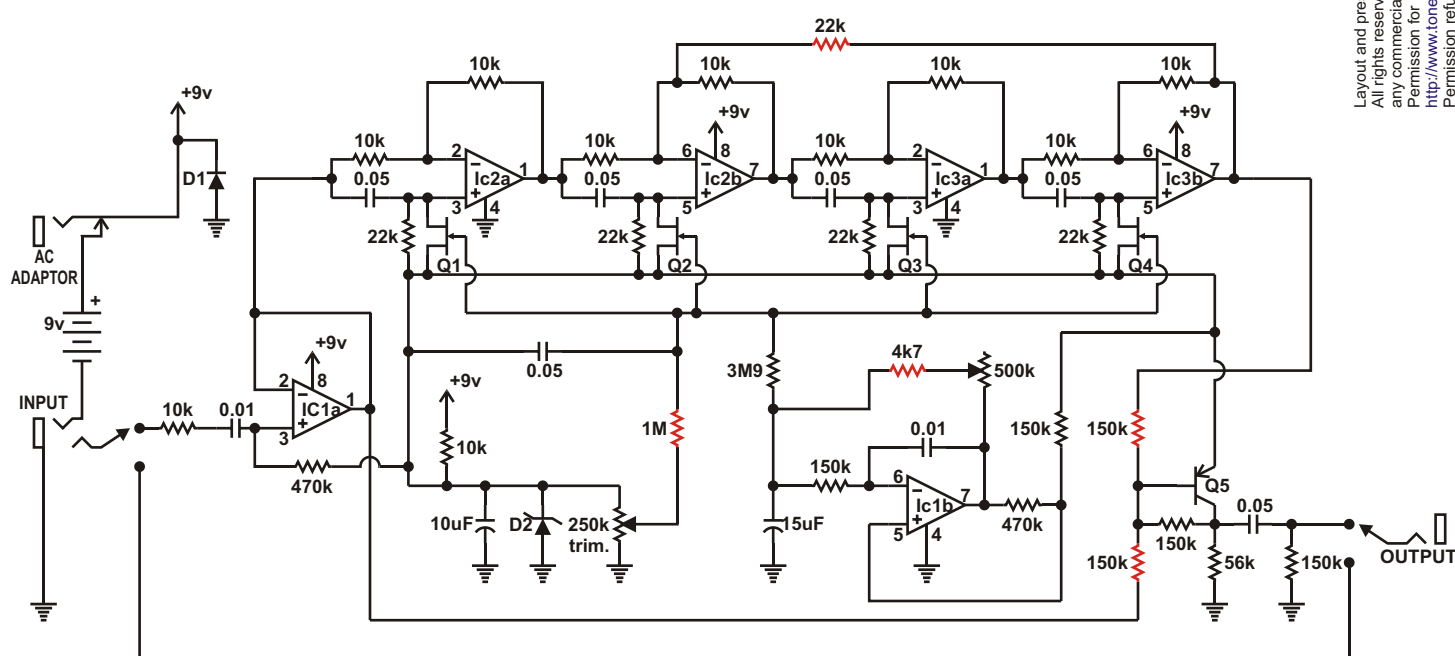 22k
10k
10k
10k
10k
+9v
+9v
+9v
10k
2
1
Ic2a
3
4
0.05
10k
6
8
7
Ic2b
5
0.05
10k
2
1
Ic3a
3
4
0.05
10k
6
8
7
Ic3b
5
0.05
D1
22k
Q1
22k
Q2
22k
Q3
22k
Q4
AC
ADAPTOR
+
9v
+9v
8
2
1
IC1a
3
INPUT
10k
0.01
470k
0.05
+9v
10k
1M
10uF
D2
250k
trim.
3M9
4k7
500k
0.01
150k
6
7
Ic1b
5
4
15uF
470k
150k
150k
Q5
0.05
150k
150k
56k
150k
OUTPUT
Layout and pre
All rights reserv
any commercia
Permission for
http://www.tone
Permission refu